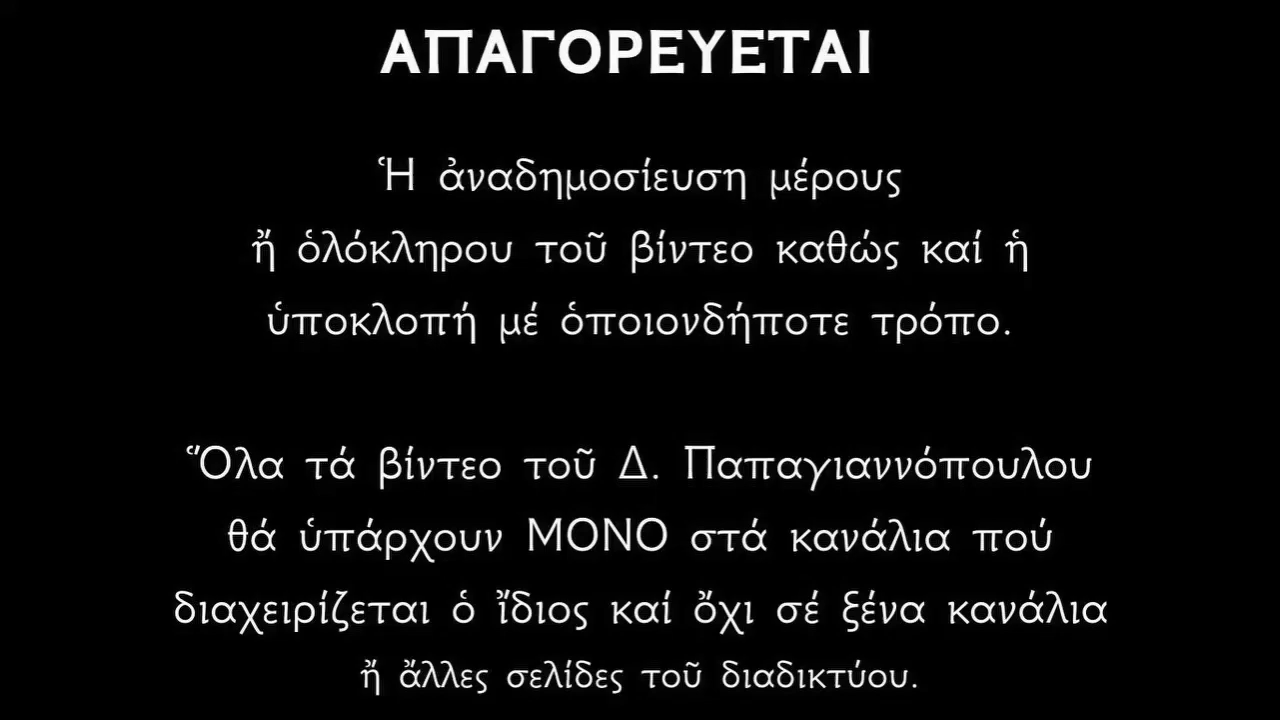 ΑΠΑΓΟΡΕΥΕΤΑΙ
Ἡ ἀναδημοσίευση μέρους
ἤ ὁλόκληρου τοῦ βίντεο καθώς καί ἡ
ὑποκλοπή μέ ὁποιονδήποτε τρόπο.
Ὅλα τά βίντεο τοῦ Δ. Παπαγιαννόπουλου
θά ὑπάρχουν ΜΟΝΟ στά κανάλια πού
διαχειρίζεται ὁ ἴδιος καί ὄχι σέ ξένα κανάλια
ἤ ἄλλες σελίδες τοῦ διαδικτύου.